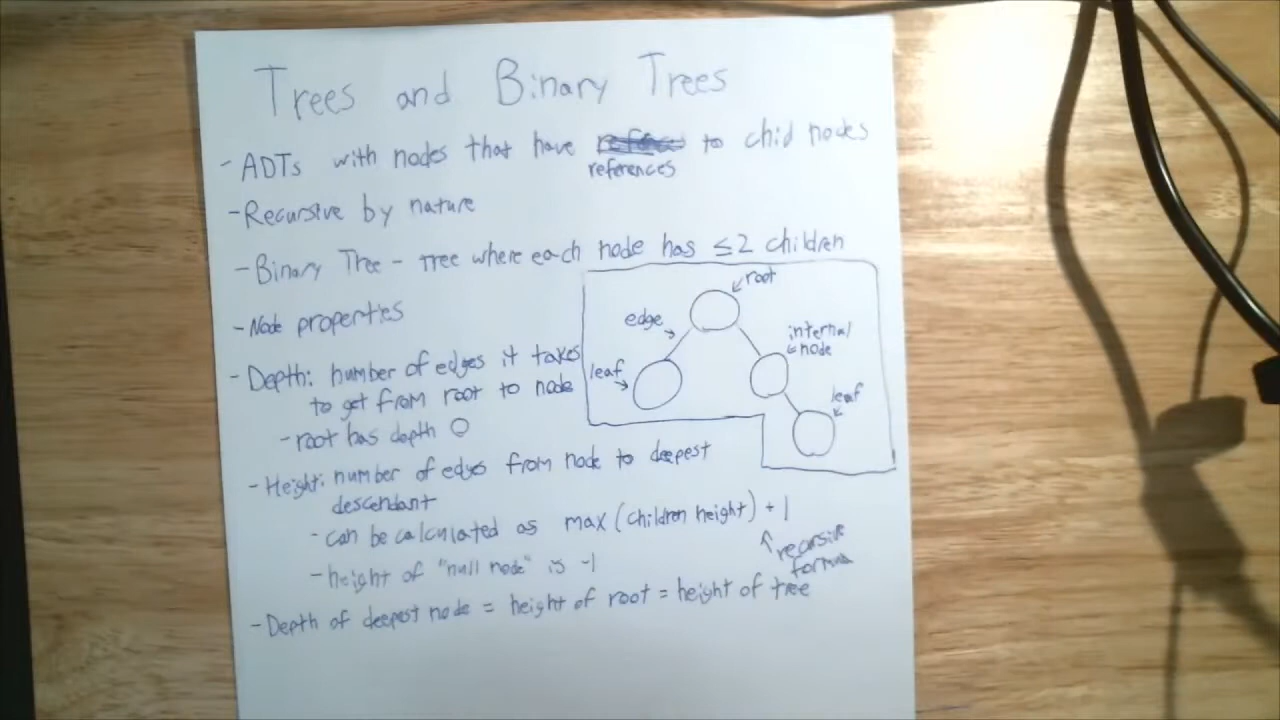 Trees and Binary Trees
- ADTs with nodes that have references to chid nodes
- Recursive by nature
- Binary Tree - Tree where each node has ≤2 children
- Node properties
- Depth: number of edges it takes
to get from root to node
- root has depth 0
root
edge
internal
node
leaf
leaf
- Height: number of edges from node to deepest
descendant
- can be calculated as max (children height) + 1
recursive
formula
- height of "null node" is -1
- Depth of deepest node = height of root = height of tree